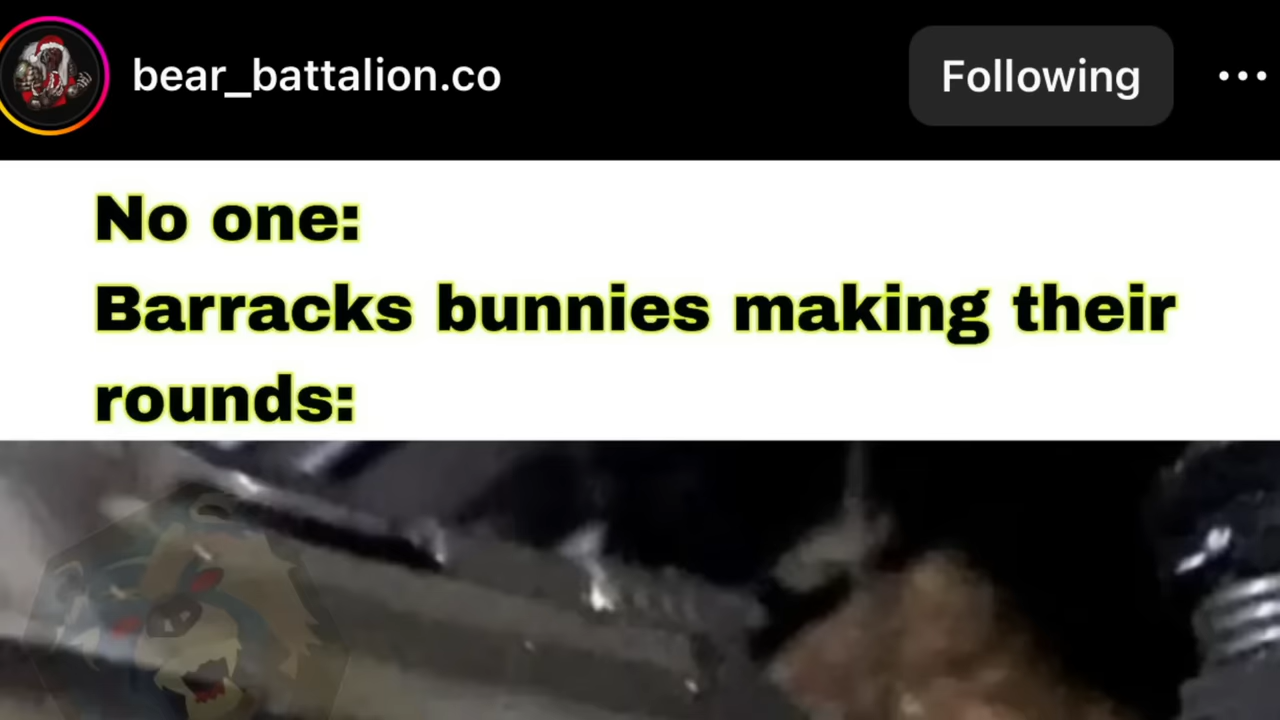 bear_battalion.co
Following
No one:
Barracks bunnies making their
rounds: